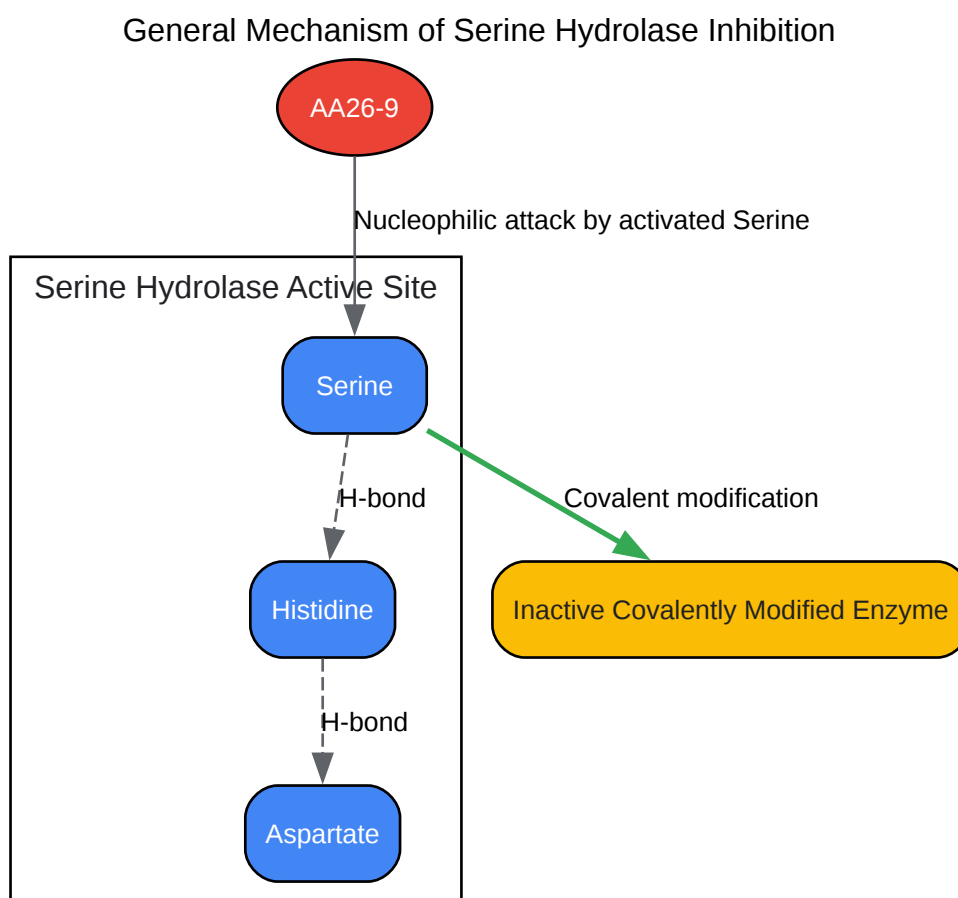 General Mechanism of Serine Hydrolase Inhibition
AA26-9
Nucleophilic attack by activated Serine
Serine Hydrolase Active Site
Serine
H-bond
Covalent modification
Histidine
Inactive Covalently Modified Enzyme
H-bond
Aspartate